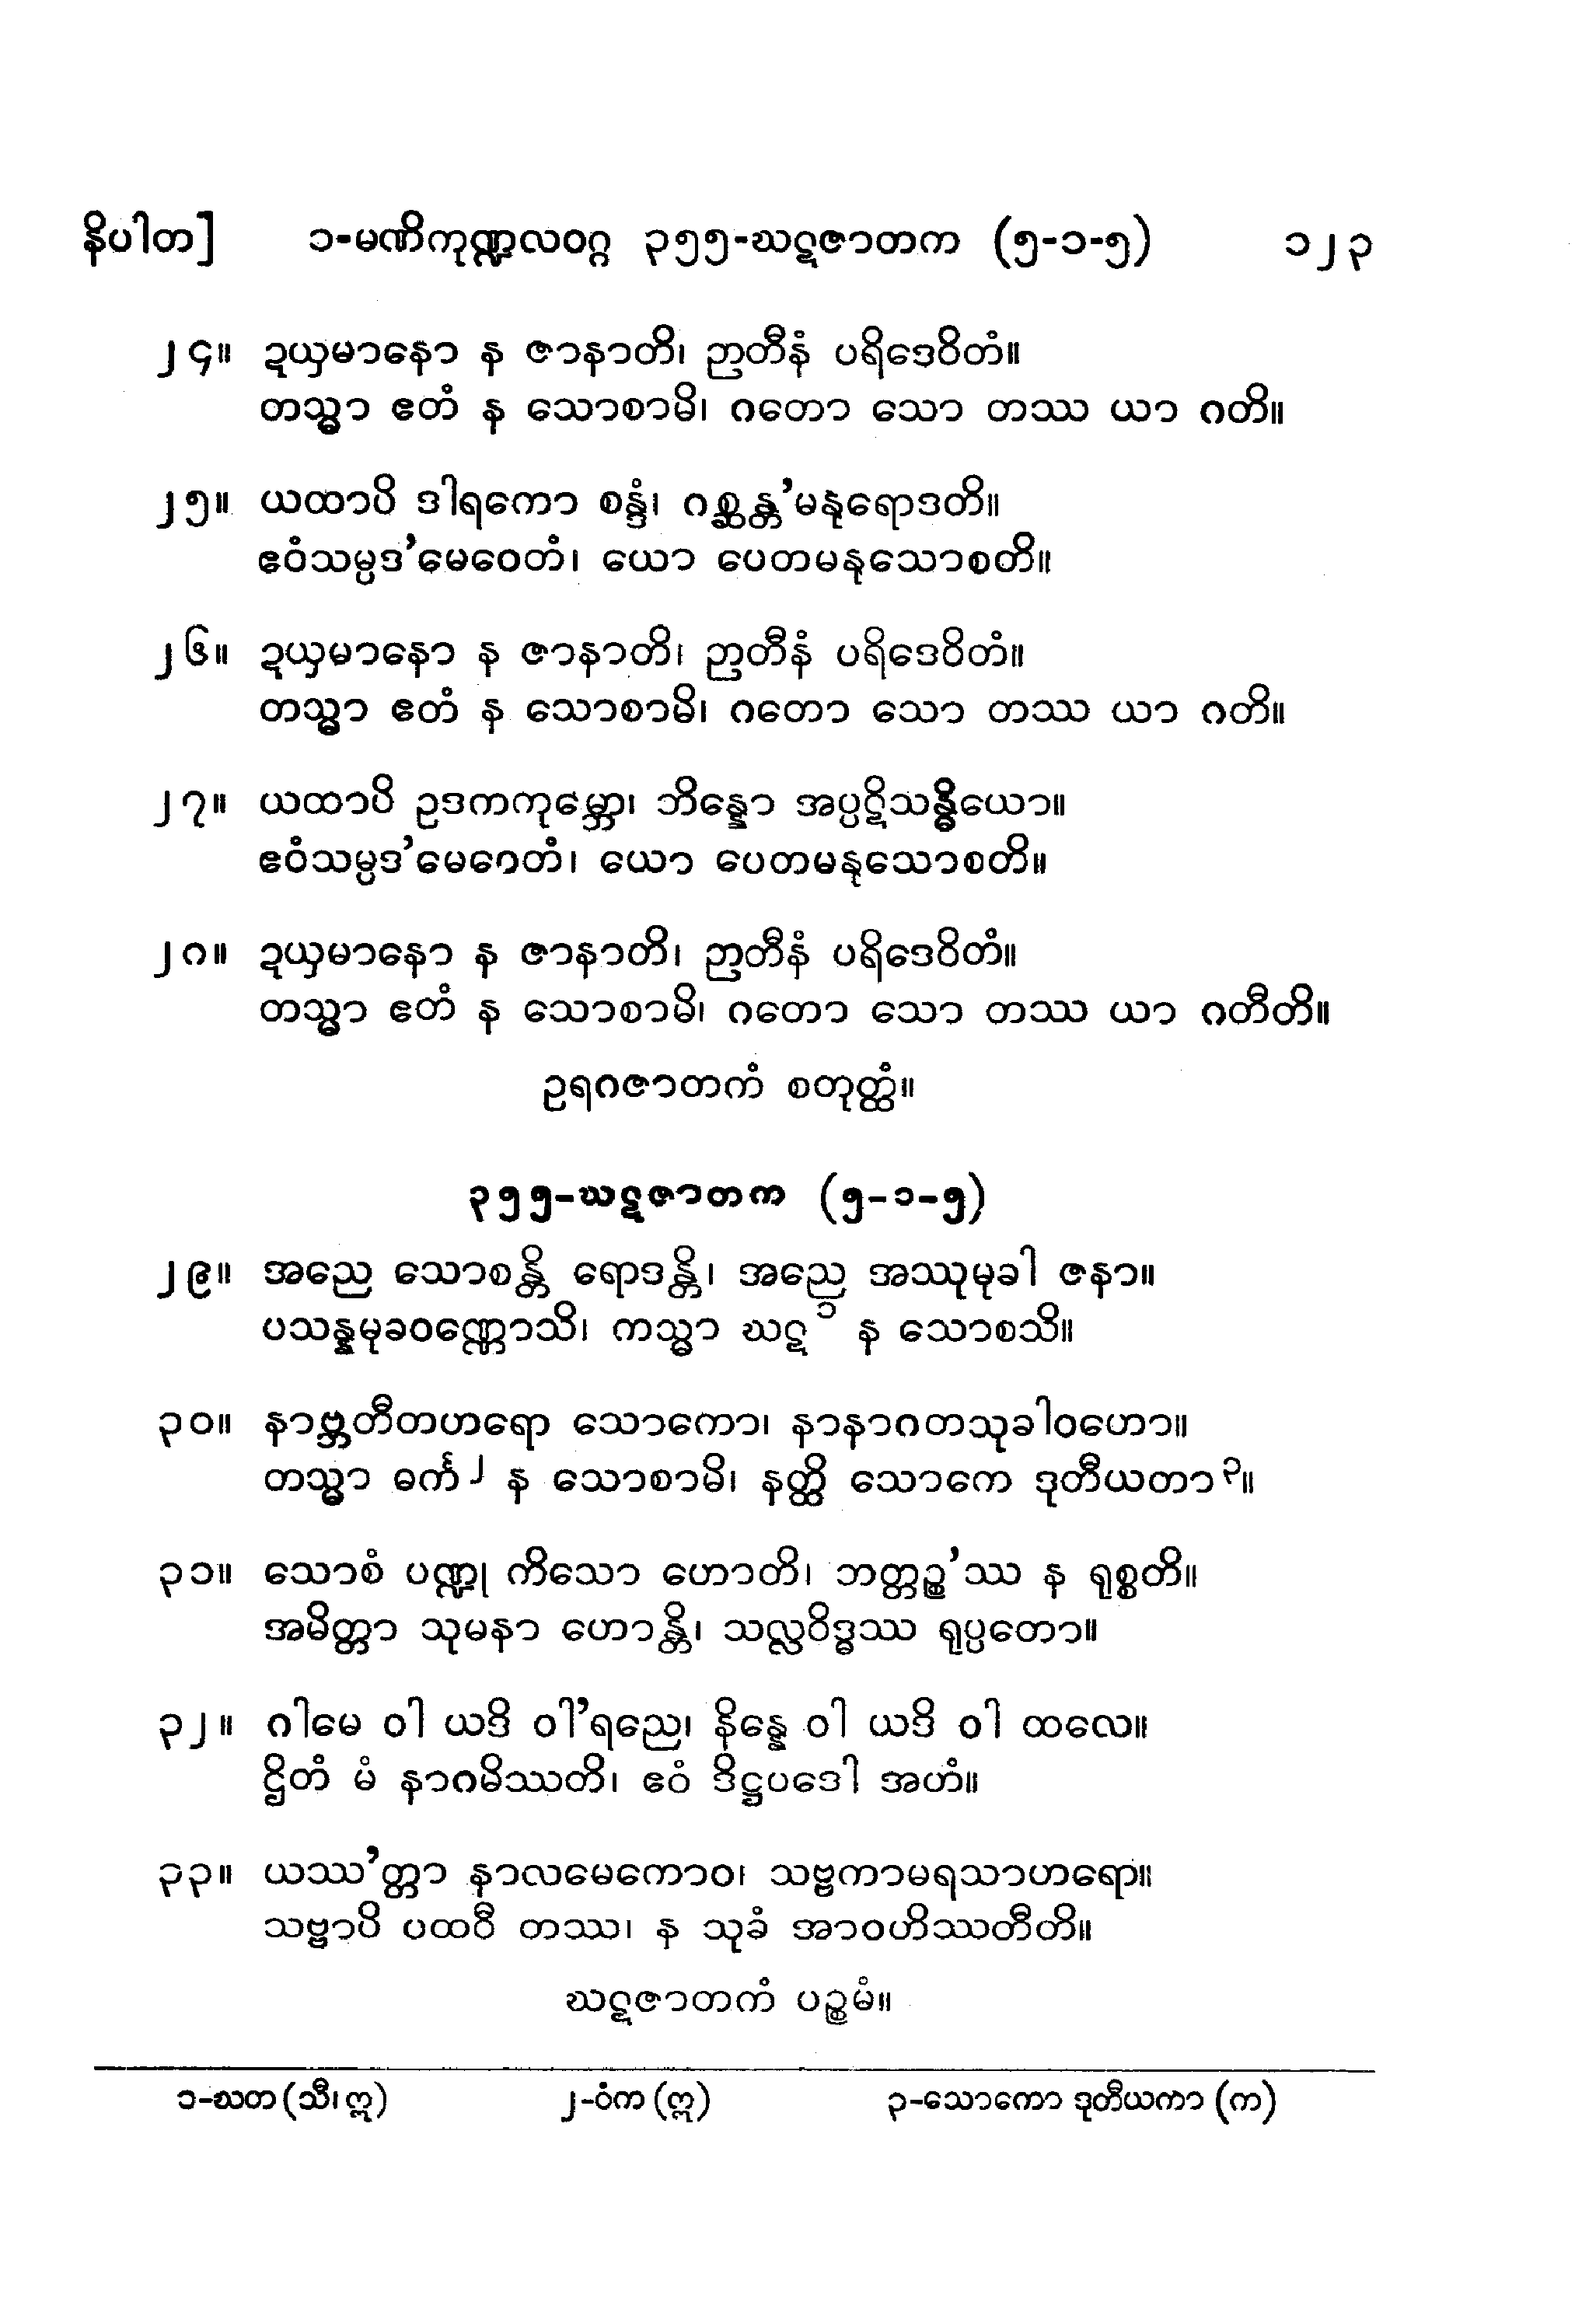 နိပါတ] ၁-မဏိကုဏ္ဍလဝဂ္ဂ ၃၅၅-ဃဋဇာတက (၅-၁-၅) ၁၂၃
၂၄။ ဍယှမာနော န ဇာနာတိ၊ ဉာတီနံ ပရိဒေဝိတံ။
တသ္မာ ဧတံ န သောစာမိ၊ ဂတော သော တဿ ယာ ဂတိ။
၂၅။ ယထာပိ ဒါရကော စန္ဒံ၊ ဂစ္ဆန္တ’မနုရောဒတိ။
ဧဝံသမ္ပဒ’မေဝေတံ၊ ယော ပေတမနုသောစတိ။
၂၆။ ဍယှမာနော န ဇာနာတိ၊ ဉာတီနံ ပရိဒေဝိတံ။
တသ္မာ ဧတံ န သောစာမိ၊ ဂတော သော တဿ ယာ ဂတိ။
၂၇။ ယထာပိ ဥဒကကုမ္ဘော၊ ဘိန္နော အပ္ပဋိသန္ဓိယော။
ဧဝံသမ္ပဒ’မေဝေတံ၊ ယော ပေတမနုသောစတိ။
၂၈။ ဍယှမာနော န ဇာနာတိ၊ ဉာတီနံ ပရိဒေဝိတံ။
တသ္မာ ဧတံ န သောစာမိ၊ ဂတော သော တဿ ယာ ဂတီတိ။
ဥရဂဇာတကံ စတုတ္ထံ။
၃၅၅-ဃဋဇာတက (၅-၁-၅)
၂၉။ အညေ သောစန္တိ ရောဒန္တိ၊ အညေ အဿုမုခါ ဇနာ။
ပသန္နမုခဝဏ္ဏောသိ၊ ကသ္မာ ဃဋ ၁ န သောစသိ။
၃၀။ နာဗ္ဘတီတဟရော သောကော၊ နာနာဂတသုခါဝဟော။
တသ္မာ ဓင်္က ၂ န သောစာမိ၊ နတ္ထိ သောကေ ဒုတီယတာ ၃။
၃၁။ သောစံ ပဏ္ဍု ကိသော ဟောတိ၊ ဘတ္တဉ္စ’ဿ န ရုစ္စတိ။
အမိတ္တာ သုမနာ ဟောန္တိ၊ သလ္လဝိဒ္ဓဿ ရုပ္ပတော။
၃၂။ ဂါမေ ဝါ ယဒိ ဝါ’ရညေ၊ နိန္နေ ဝါ ယဒိ ဝါ ထလေ။
ဌိတံ မံ နာဂမိဿတိ၊ ဧဝံ ဒိဋ္ဌပဒေါ အဟံ။
၃၃။ ယဿ’တ္တာ နာလမေကောဝ၊ သဗ္ဗကာမရသာဟရော။
သဗ္ဗာပိ ပထဝီ တဿ၊ န သုခံ အာဝဟိဿတီတိ။
ဃဋဇာတကံ ပဉ္စမံ။
၁-ဃတ (သီ၊ ဣ) ၂-ဝံက (ဣ) ၃-သောကော ဒုတီယကာ (က)